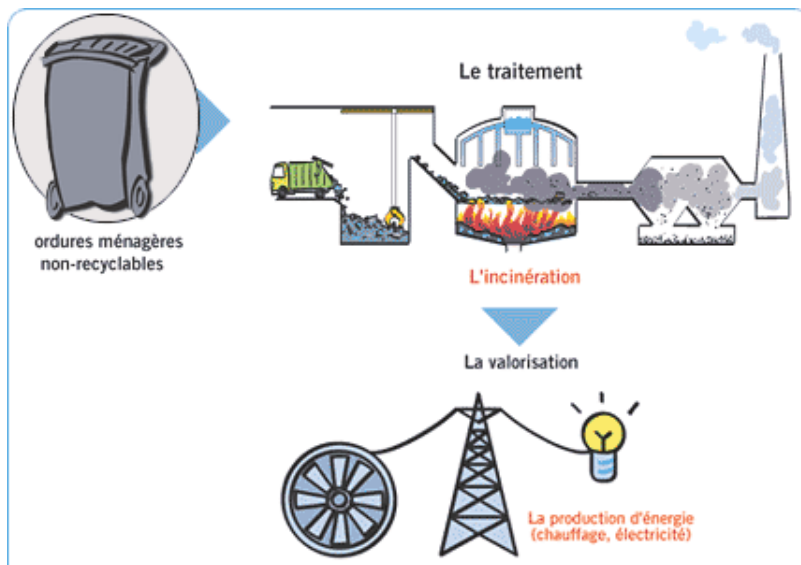 Le traitement
ordures ménagères
non-recyclables
L'incinération
La valorisation
La production d'énergie
(chauffage, électricité)